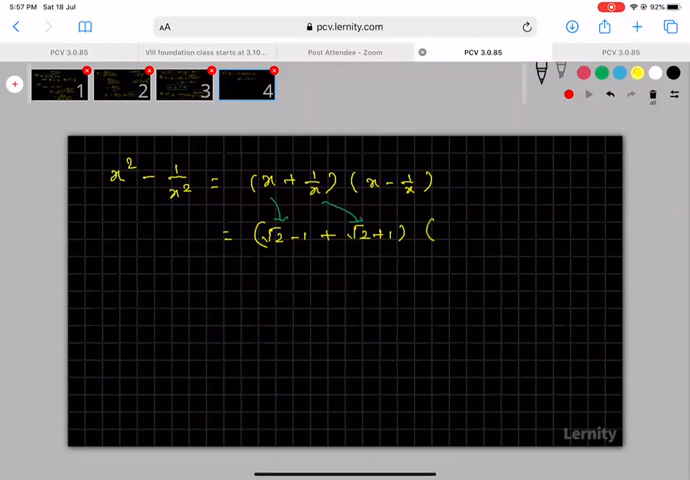 5:57 PM Sat 18 Jul
92%
AA
pcv.lernity.com
PCV 3.0.85
VIII foundation class starts at 3.10...
Post Attendee - Zoom
PCV 3.0.85
PCV 3.0.85
1
2
3
4
all
x² - 1/x² = (x + 1/x) (x - 1/x)
= (√2 - 1 + √2 + 1) (
Lernity